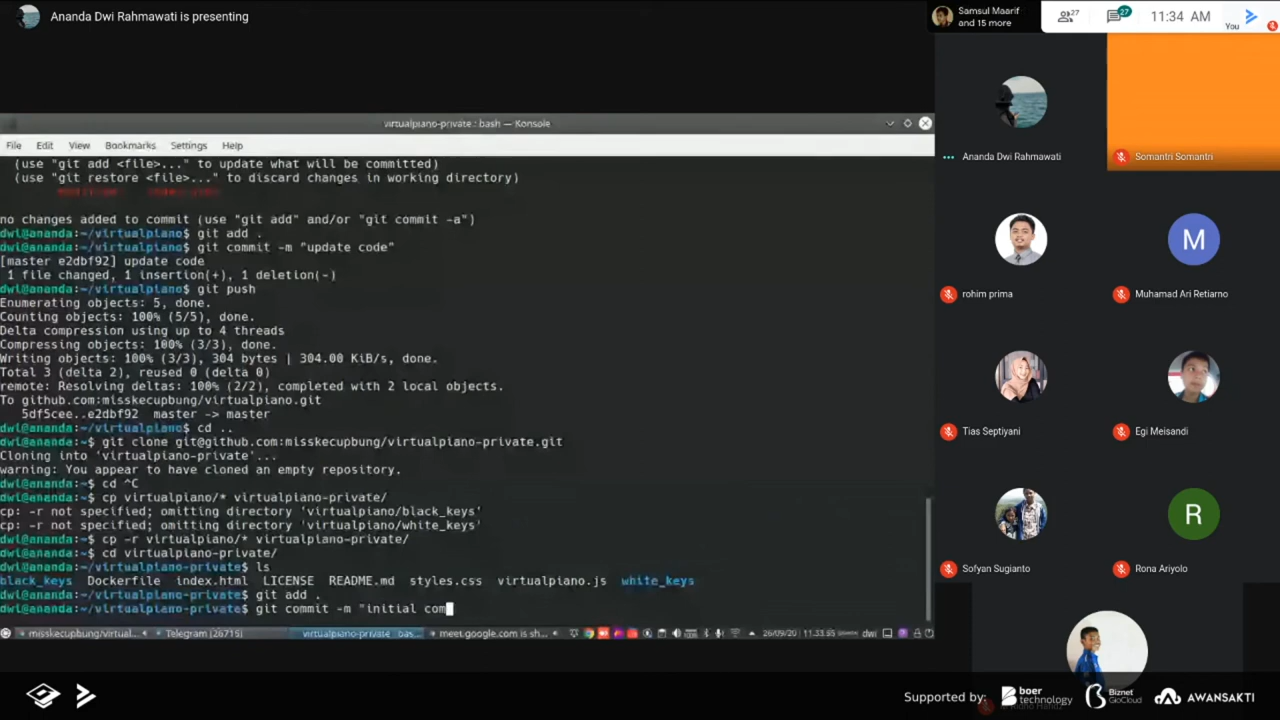 Ananda Dwi Rahmawati is presenting
Samsul Maarif
and 15 more
27
27
11:34 AM
You
virtualpiano-private : bash — Konsole
File Edit View Bookmarks Settings Help
(use "git add <file>..." to update what will be committed)
(use "git restore <file>..." to discard changes in working directory)
no changes added to commit (use "git add" and/or "git commit -a")
dwi@ananda:~/virtualpiano$ git add .
dwi@ananda:~/virtualpiano$ git commit -m "update code"
[master e2dbf92] update code
1 file changed, 1 insertion(+), 1 deletion(-)
dwi@ananda:~/virtualpiano$ git push
Enumerating objects: 5, done.
Counting objects: 100% (5/5), done.
Delta compression using up to 4 threads
Compressing objects: 100% (3/3), done.
Writing objects: 100% (3/3), 304 bytes | 304.00 KiB/s, done.
Total 3 (delta 2), reused 0 (delta 0)
remote: Resolving deltas: 100% (2/2), completed with 2 local objects.
To github.com:misskecupbung/virtualpiano.git
5df5cee..e2dbf92 master -> master
dwi@ananda:~/virtualpiano$ cd ..
dwi@ananda:~$ git clone git@github.com:misskecupbung/virtualpiano-private.git
Cloning into 'virtualpiano-private'...
warning: You appear to have cloned an empty repository.
dwi@ananda:~$ cd ^C
dwi@ananda:~$ cp virtualpiano/* virtualpiano-private/
cp: -r not specified; omitting directory 'virtualpiano/black_keys'
cp: -r not specified; omitting directory 'virtualpiano/white_keys'
dwi@ananda:~$ cp -r virtualpiano/* virtualpiano-private/
dwi@ananda:~$ cd virtualpiano-private/
dwi@ananda:~/virtualpiano-private$ ls
black_keys Dockerfile index.html LICENSE README.md styles.css virtualpiano.js white_keys
dwi@ananda:~/virtualpiano-private$ git add .
dwi@ananda:~/virtualpiano-private$ git commit -m "initial com
misskecupbung/virtual... Telegram (26715) virtualpiano-private : bas... meet.google.com is sh... 26/09/20 11.33.55 dwi
Ananda Dwi Rahmawati
Somantri Somantri
rohim prima
M
Muhamad Ari Retiarno
Tias Septiyani
Egi Meisandi
Sofyan Sugianto
R
Rona Ariyolo
Supported by:
boer technology
Biznet GioCloud
AWANSAKTI